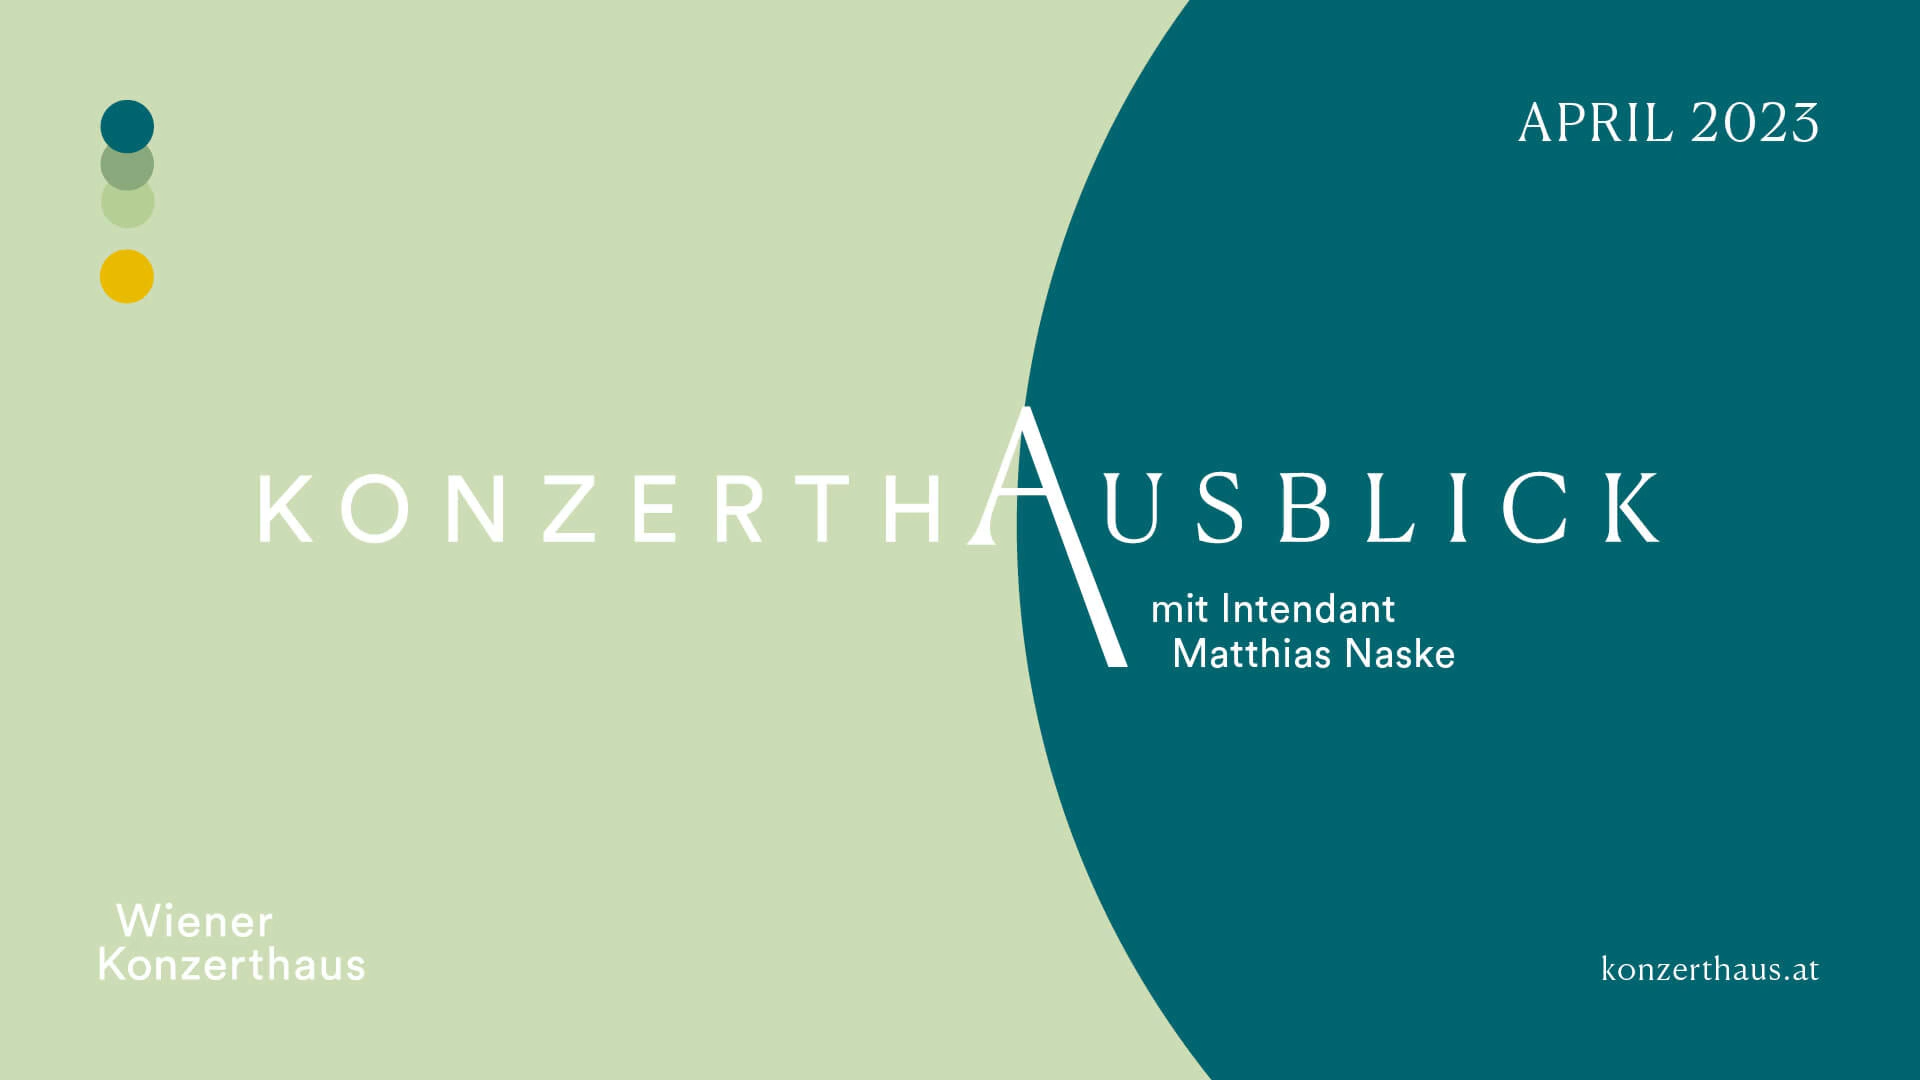 APRIL 2023
KONZERTHAUSBLICK
mit Intendant
Matthias Naske
Wiener
Konzerthaus
konzerthaus.at